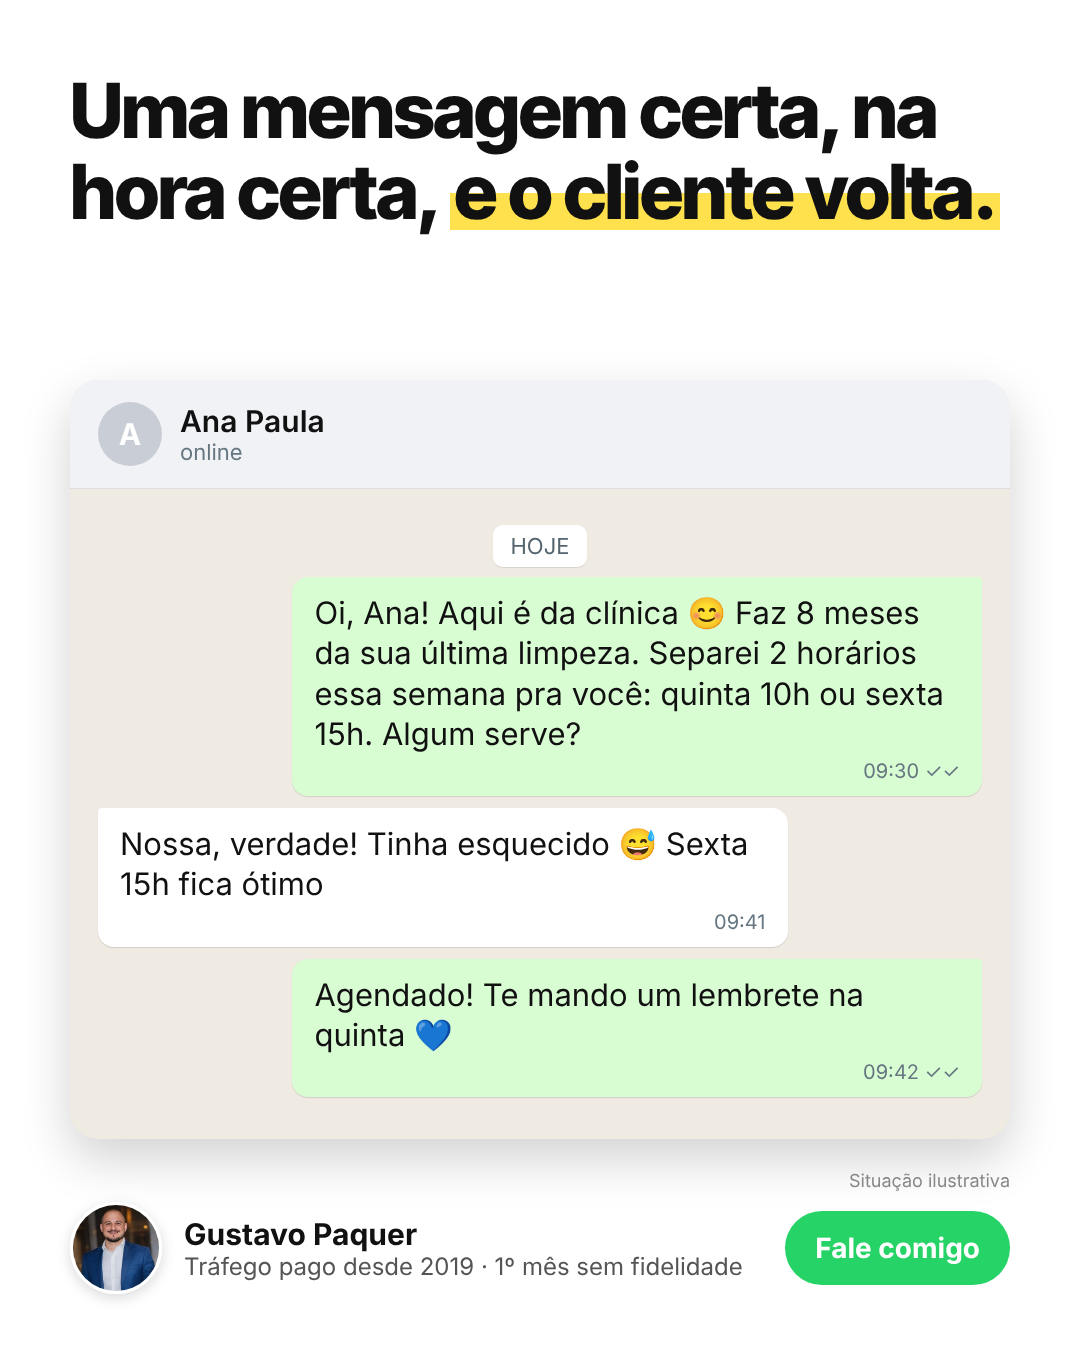 Uma mensagem certa, na
hora certa, e o cliente volta.
A
Ana Paula
online
HOJE
Oi, Ana! Aqui é da clínica 😊 Faz 8 meses
da sua última limpeza. Separei 2 horários
essa semana pra você: quinta 10h ou sexta
15h. Algum serve?
09:30 ✓✓
Nossa, verdade! Tinha esquecido 😅 Sexta
15h fica ótimo
09:41
Agendado! Te mando um lembrete na
quinta 💙
09:42 ✓✓
Situação ilustrativa
Gustavo Paquer
Tráfego pago desde 2019 · 1º mês sem fidelidade
Fale comigo